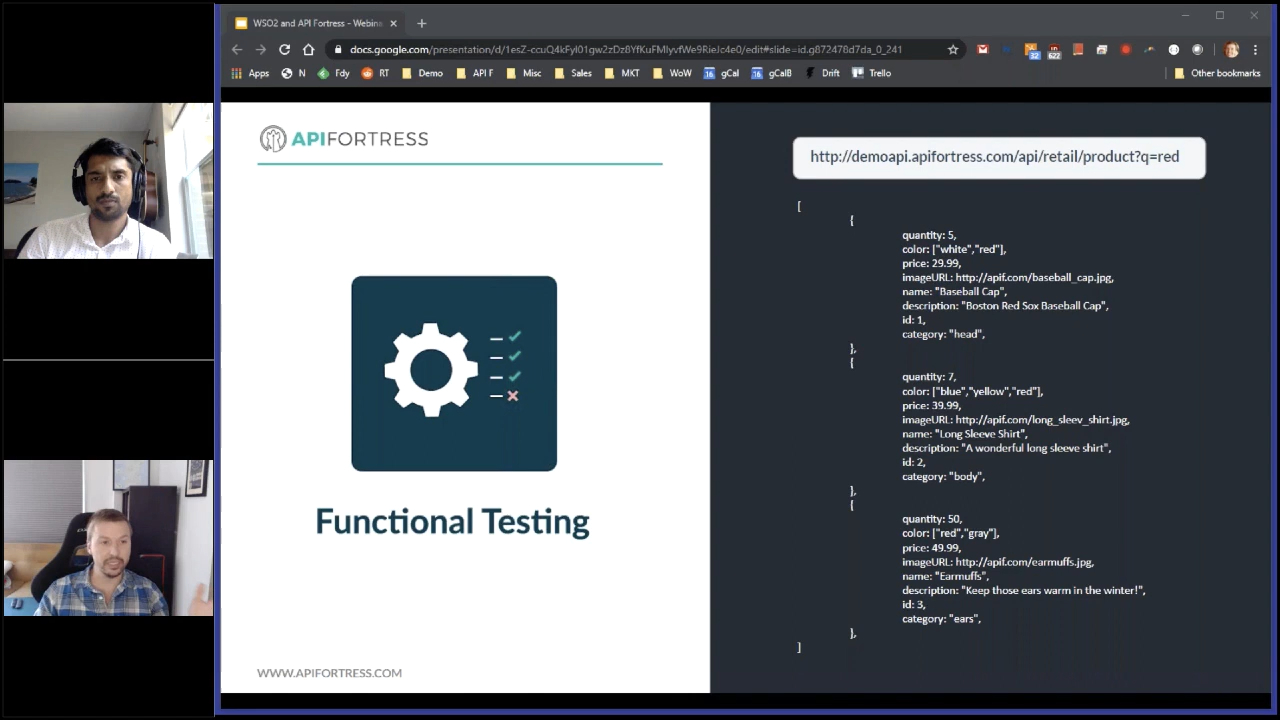 WSO2 and API Fortress - Webina
docs.google.com/presentation/d/1esZ-ccuQ4kFyl01gw2zDz8YfKuFMlyvfWe9RieJc4e0/edit#slide=id.g872478d7da_0_241
32
622
Apps
N
Fdy
RT
Demo
API F
Misc
Sales
MKT
WoW
16
gCal
16
gCalB
Drift
Trello
Other bookmarks
APIFORTRESS
Functional Testing
WWW.APIFORTRESS.COM
http://demoapi.apifortress.com/api/retail/product?q=red
[
{
quantity: 5,
color: ["white","red"],
price: 29.99,
imageURL: http://apif.com/baseball_cap.jpg,
name: "Baseball Cap",
description: "Boston Red Sox Baseball Cap",
id: 1,
category: "head",
},
{
quantity: 7,
color: ["blue","yellow","red"],
price: 39.99,
imageURL: http://apif.com/long_sleev_shirt.jpg,
name: "Long Sleeve Shirt",
description: "A wonderful long sleeve shirt",
id: 2,
category: "body",
},
{
quantity: 50,
color: ["red","gray"],
price: 49.99,
imageURL: http://apif.com/earmuffs.jpg,
name: "Earmuffs",
description: "Keep those ears warm in the winter!",
id: 3,
category: "ears",
},
]